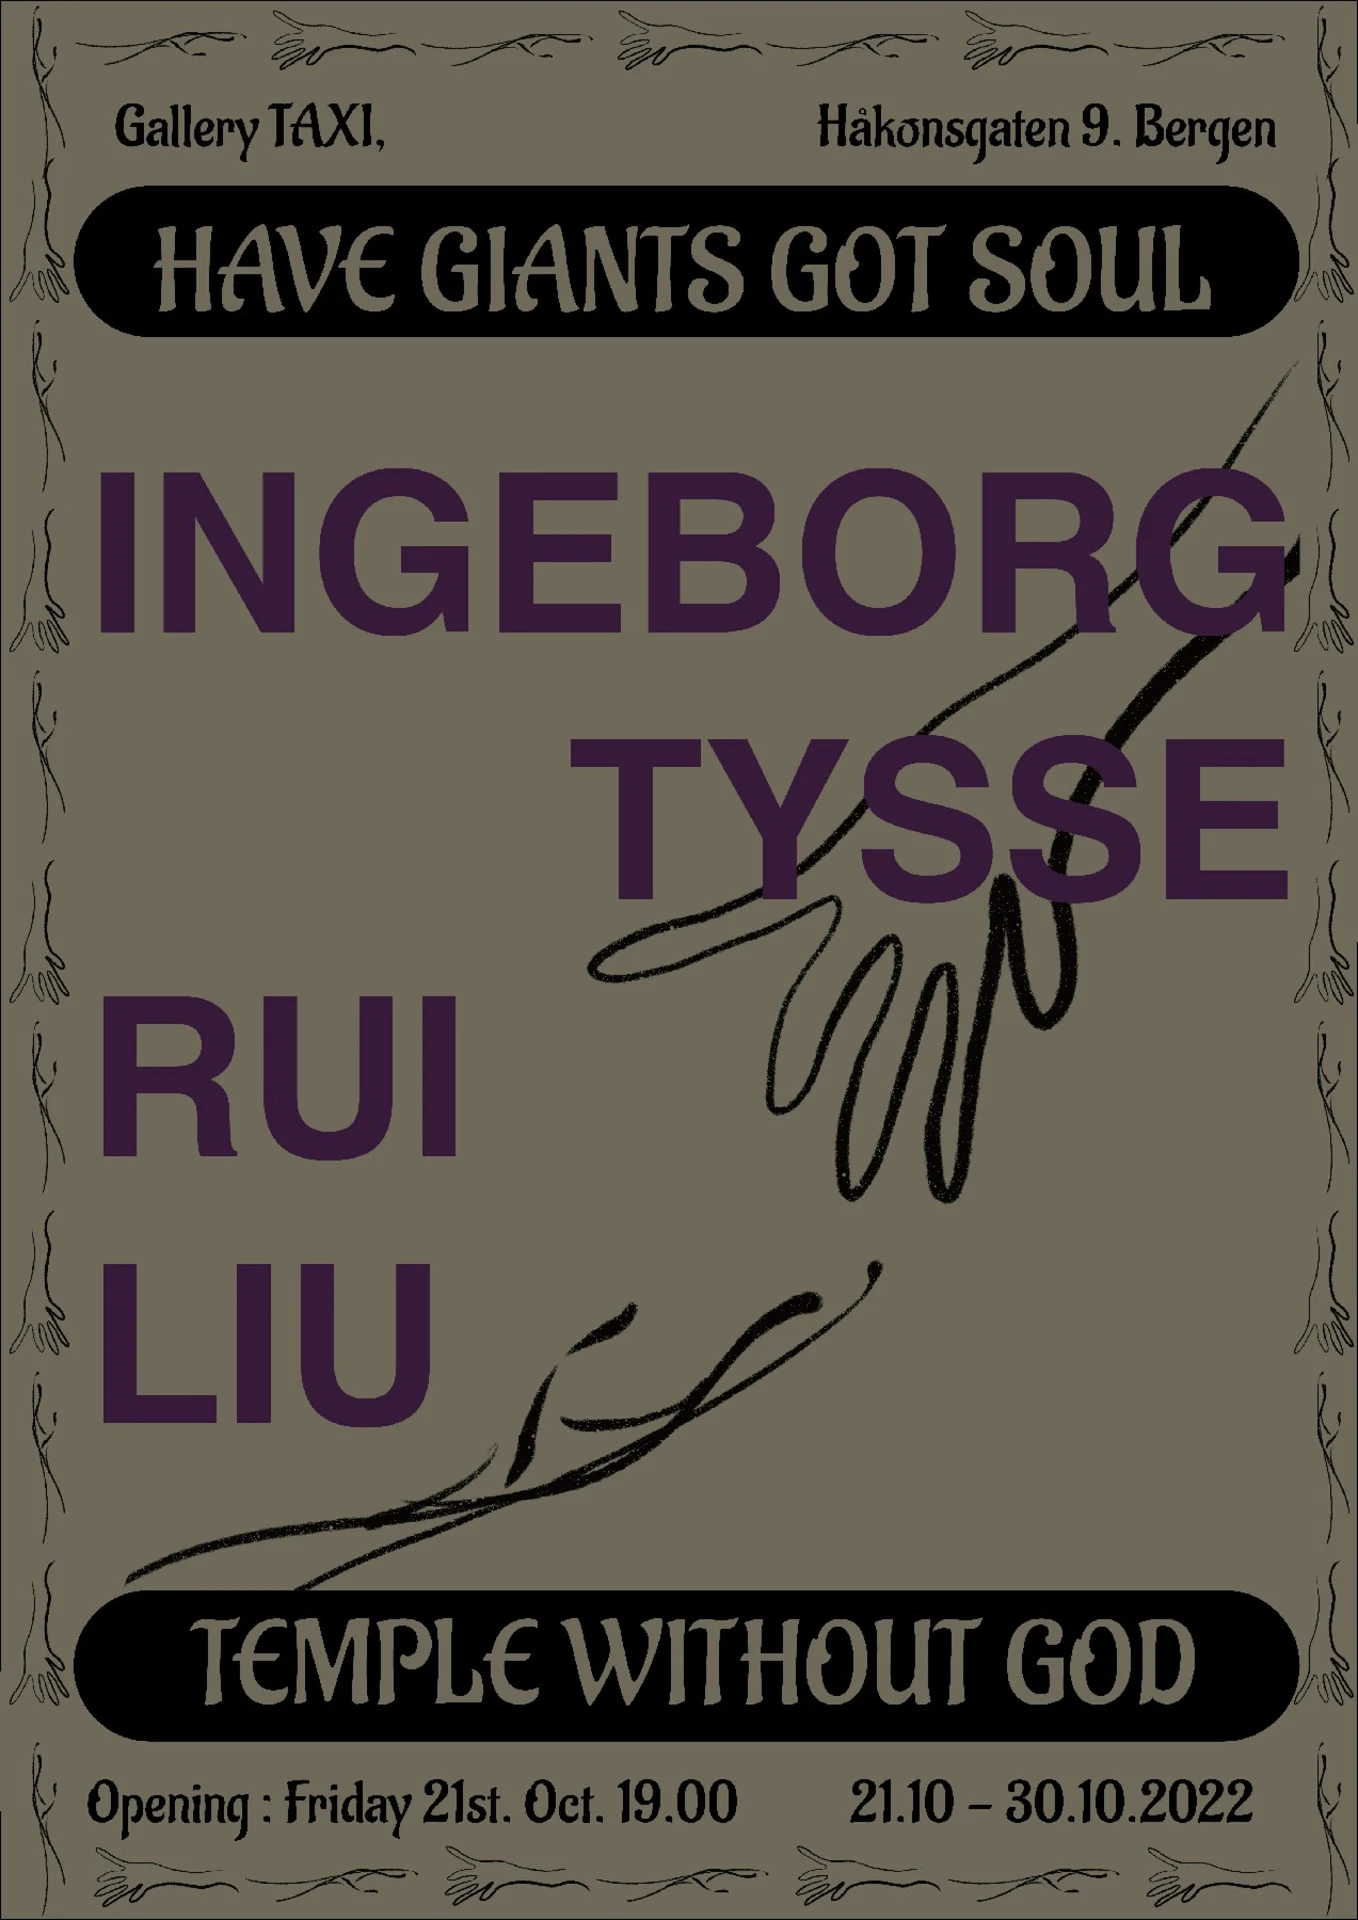 Gallery TAXI,
Håkonsgaten 9. Bergen
HAVE GIANTS GOT SOUL
INGEBORG
TYSSE
RUI
LIU
TEMPLE WITHOUT GOD
Opening : Friday 21st. Oct. 19.00
21.10 – 30.10.2022